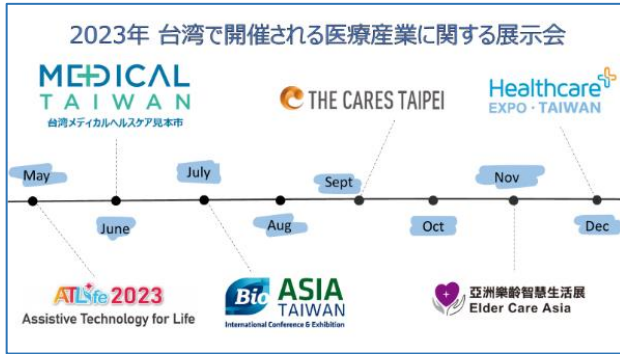 2023年 台湾で開催される医療産業に関する展示会
MEDICAL
TAIWAN
台湾メディカルヘルスケア見本市
THE CARES TAIPEI
Healthcare
EXPO・TAIWAN
May
July
Sept
Nov
June
Aug
Oct
Dec
ATLife 2023
Assistive Technology for Life
Bio ASIA
TAIWAN
International Conference & Exhibition
亞洲樂齡智慧生活展
Elder Care Asia